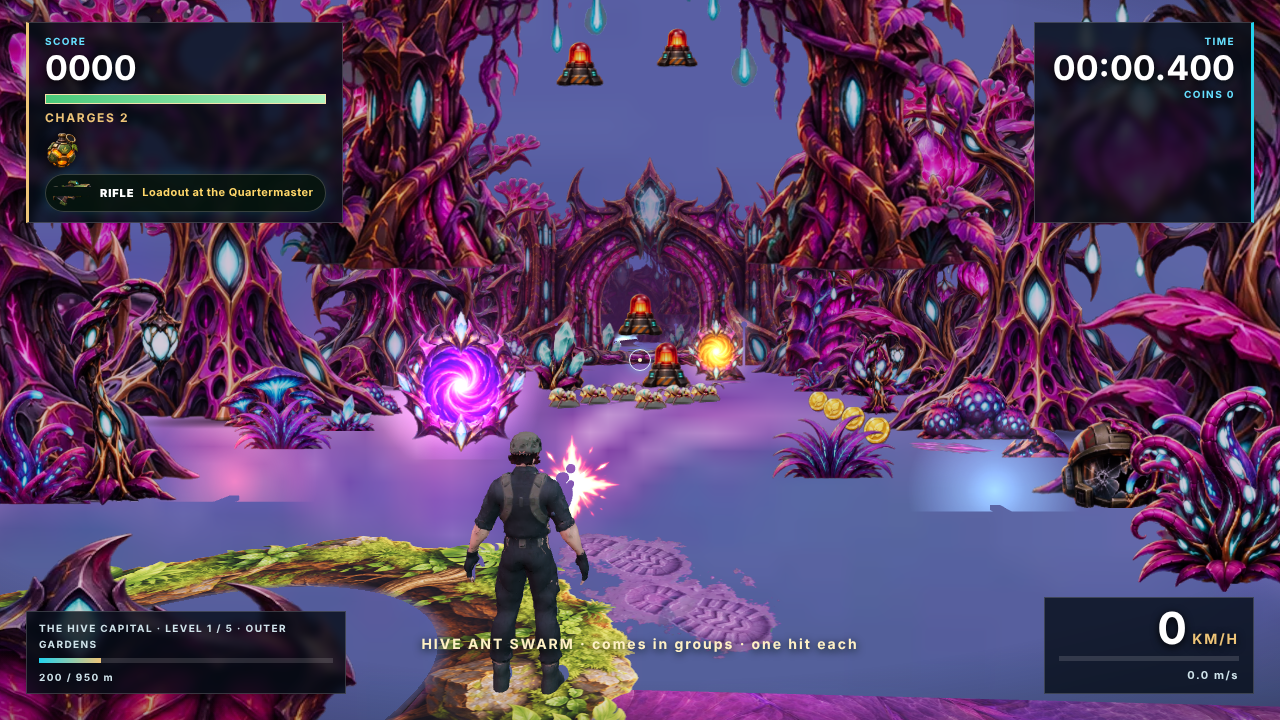 SCORE
0000
CHARGES 2
RIFLE Loadout at the Quartermaster
TIME
00:00.400
COINS 0
HIVE ANT SWARM · comes in groups · one hit each
THE HIVE CAPITAL · LEVEL 1 / 5 · OUTER
GARDENS
200 / 950 m
0 KM/H
0.0 m/s